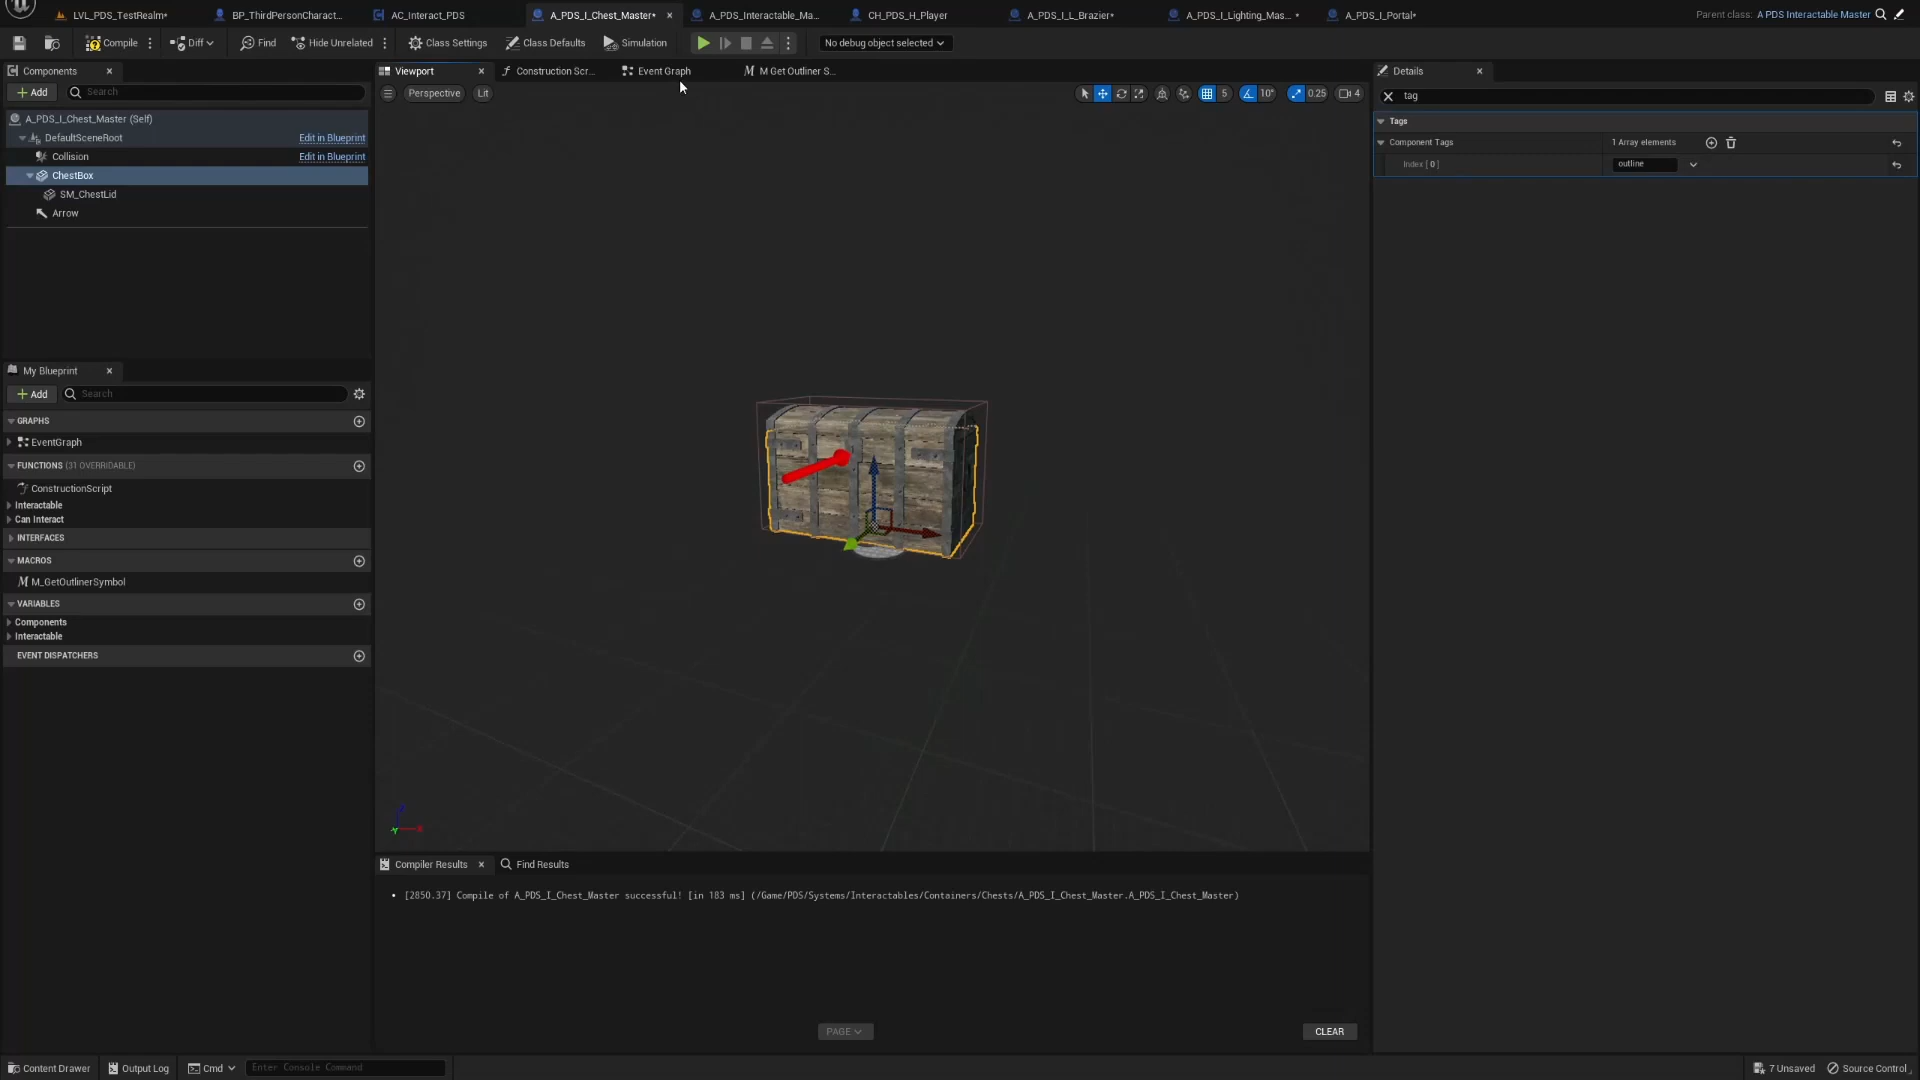 LVL_PDS_TestRealm*
BP_ThirdPersonCharact...
AC_Interact_PDS
A_PDS_I_Chest_Master*
A_PDS_Interactable_Ma...
CH_PDS_H_Player
A_PDS_I_L_Brazier*
A_PDS_I_Lighting_Mas...*
A_PDS_I_Portal*
Parent class: A PDS Interactable Master
Compile
Diff
Find
Hide Unrelated
Class Settings
Class Defaults
Simulation
No debug object selected
Components
Add
Search
A_PDS_I_Chest_Master (Self)
DefaultSceneRoot
Edit in Blueprint
Collision
Edit in Blueprint
ChestBox
SM_ChestLid
Arrow
My Blueprint
Add
Search
GRAPHS
EventGraph
FUNCTIONS (31 OVERRIDABLE)
ConstructionScript
Interactable
Can Interact
INTERFACES
MACROS
M_GetOutlinerSymbol
VARIABLES
Components
Interactable
EVENT DISPATCHERS
Viewport
Construction Scr...
Event Graph
M Get Outliner S...
Perspective
Lit
5
10°
0.25
4
Compiler Results
Find Results
[2850.37] Compile of A_PDS_I_Chest_Master successful! [in 183 ms] (/Game/PDS/Systems/Interactables/Containers/Chests/A_PDS_I_Chest_Master.A_PDS_I_Chest_Master)
PAGE
CLEAR
Details
tag
Tags
Component Tags
1 Array elements
Index [ 0 ]
outline
Content Drawer
Output Log
Cmd
Enter Console Command
7 Unsaved
Source Control